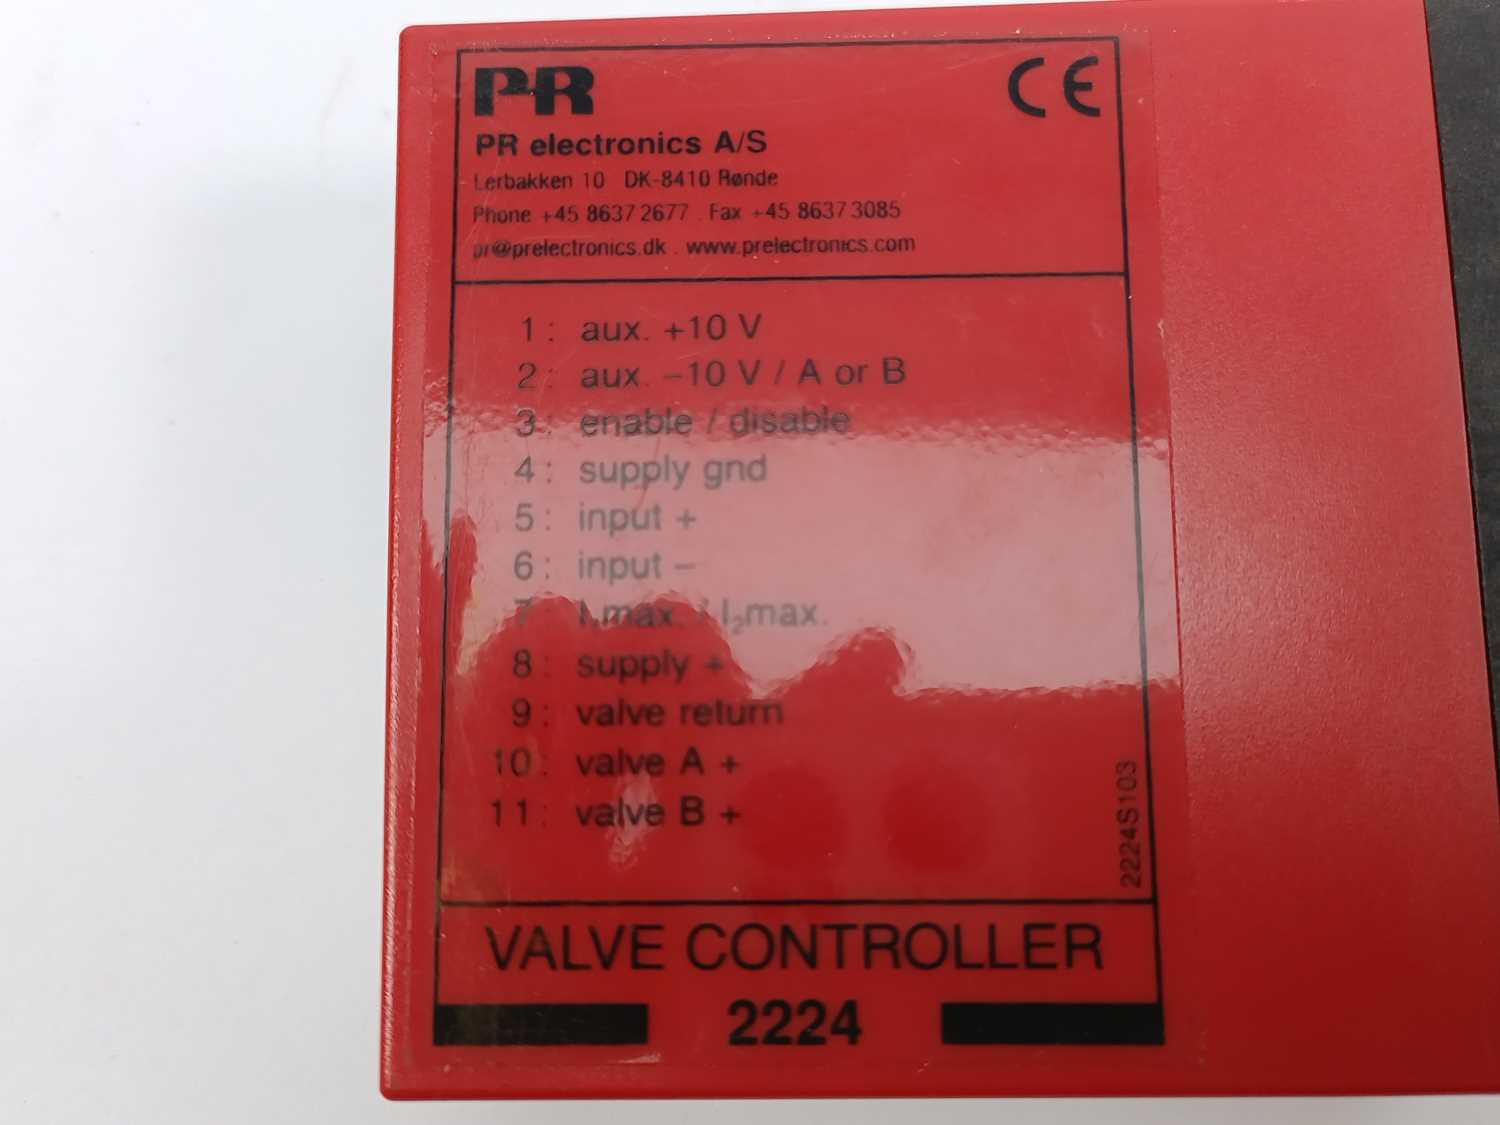 PR
CE
PR electronics A/S
Lerbakken 10 DK-8410 Rønde
Phone +45 8637 2677 . Fax +45 8637 3085
pr@prelectronics.dk . www.prelectronics.com
1: aux. +10 V
2: aux. –10 V / A or B
3: enable / disable
4: supply gnd
5: input +
6: input –
7: I₁max. / I₂max.
8: supply +
9: valve return
10: valve A +
11: valve B +
2224S103
VALVE CONTROLLER
2224